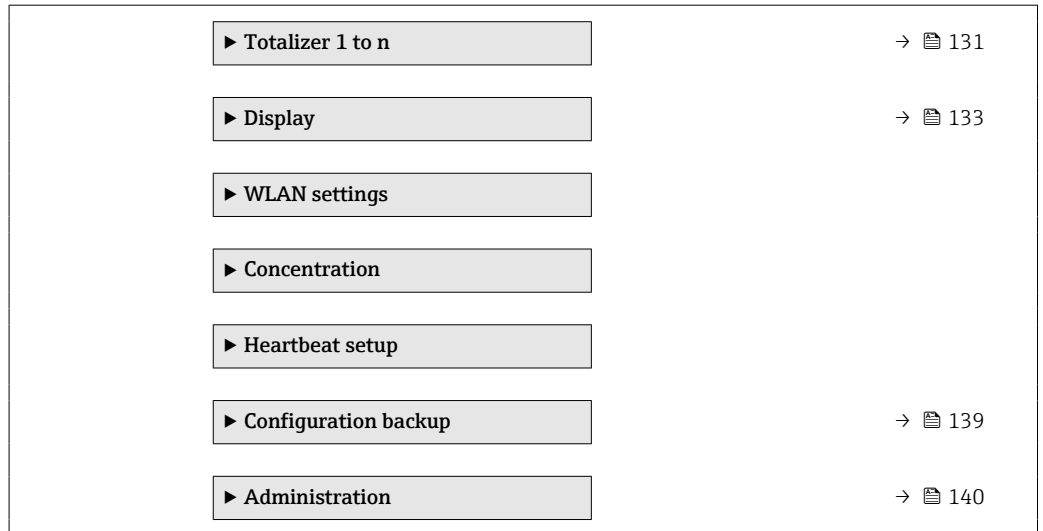 ▶ Totalizer 1 to n → 131
▶ Display → 133
▶ WLAN settings
▶ Concentration
▶ Heartbeat setup
▶ Configuration backup → 139
▶ Administration → 140